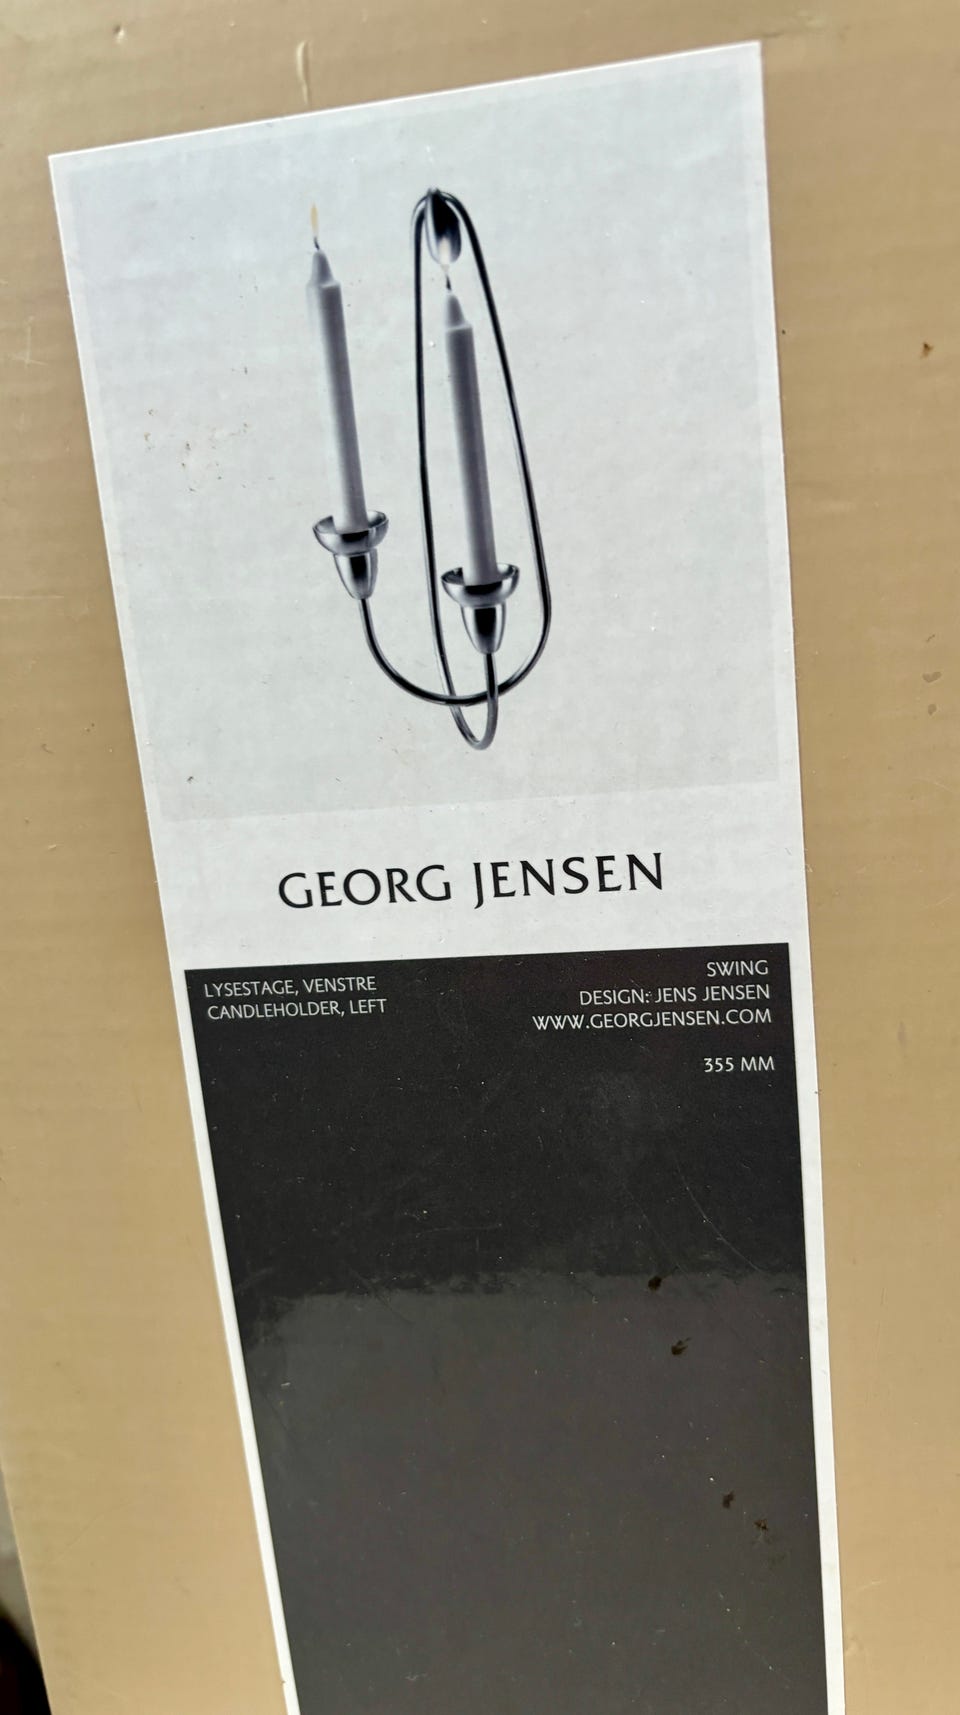 GEORG JENSEN
LYSESTAGE, VENSTRE
CANDLEHOLDER, LEFT
SWING
DESIGN: JENS JENSEN
WWW.GEORGJENSEN.COM
355 MM